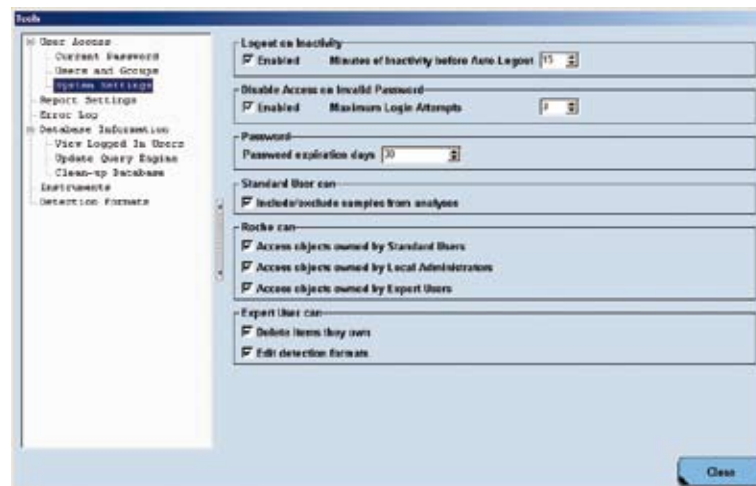 Tools
User Access
Current Password
Users and Groups
System Settings
Report Settings
Error Log
Database Information
View Logged In Users
Update Query Engine
Clean-up Database
Instruments
Detection Formats
Logout on Inactivity
Enabled Minutes of Inactivity before Auto Logout 15
Disable Access on Invalid Password
Enabled Maximum Login Attempts
Password
Password expiration days 30
Standard User can
Include/exclude samples from analyses
Roche can
Access objects owned by Standard Users
Access objects owned by Local Administrators
Access objects owned by Expert Users
Expert User can
Delete items they own
Edit detection formats
Close